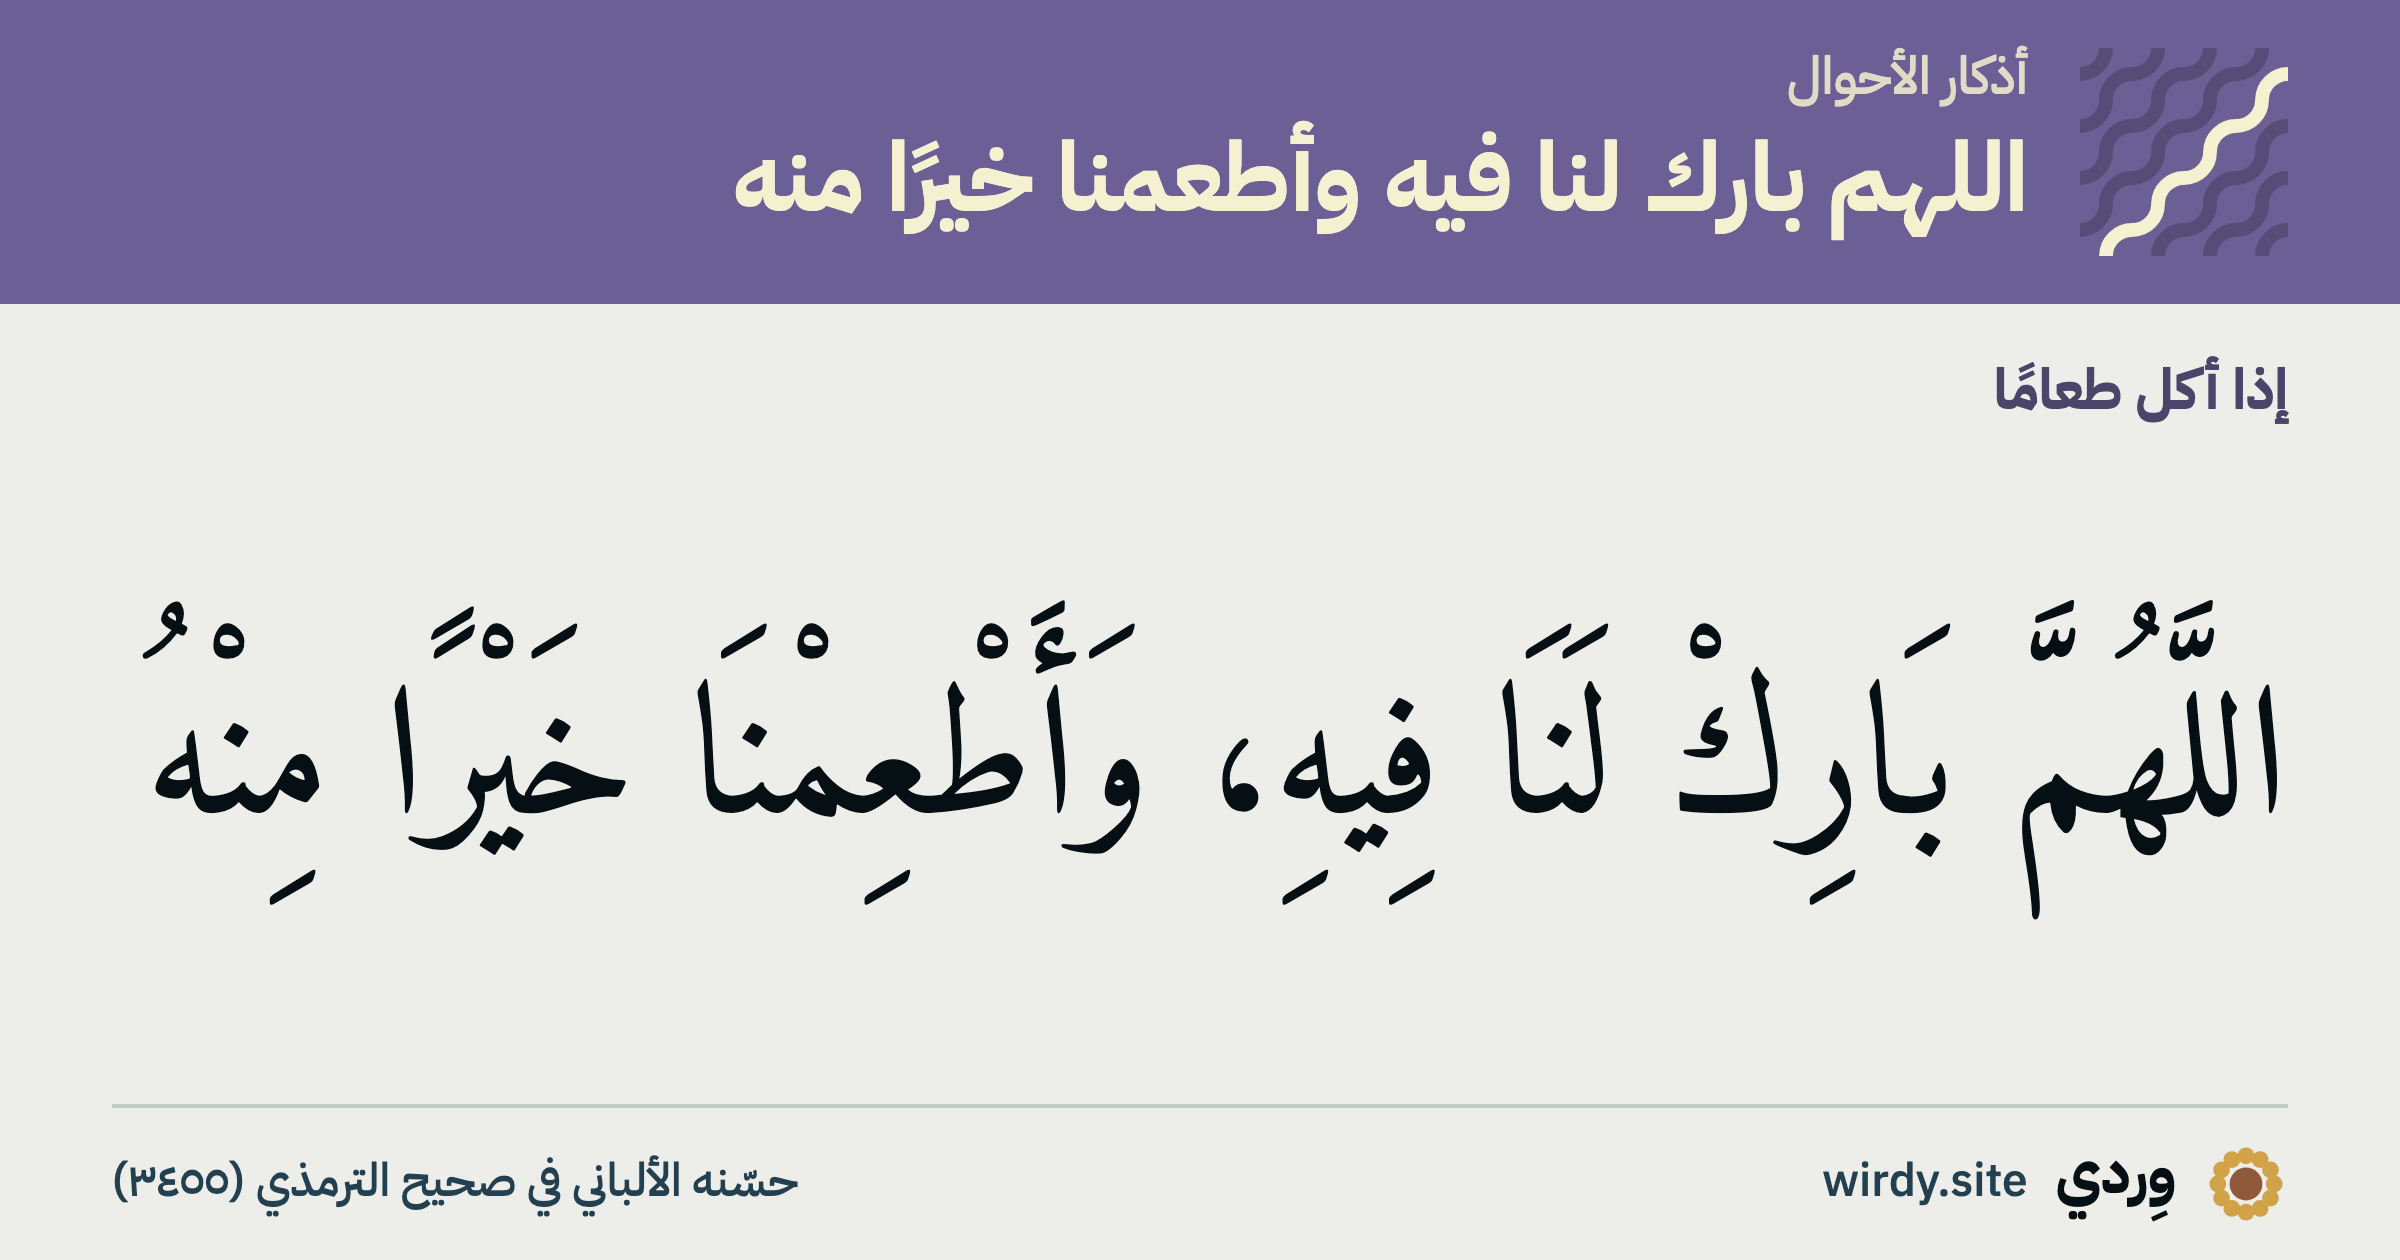 أذكار الأحوال
اللهم بارك لنا فيه وأطعمنا خيرًا منه
إذا أكل طعامًا
اللَّهُمَّ بَارِكْ لَنَا فِيهِ، وَأَطْعِمْنَا خَيْرًا مِنْهُ
وِردي wirdy.site
حسّنه الألباني في صحيح الترمذي (٣٤٥٥)